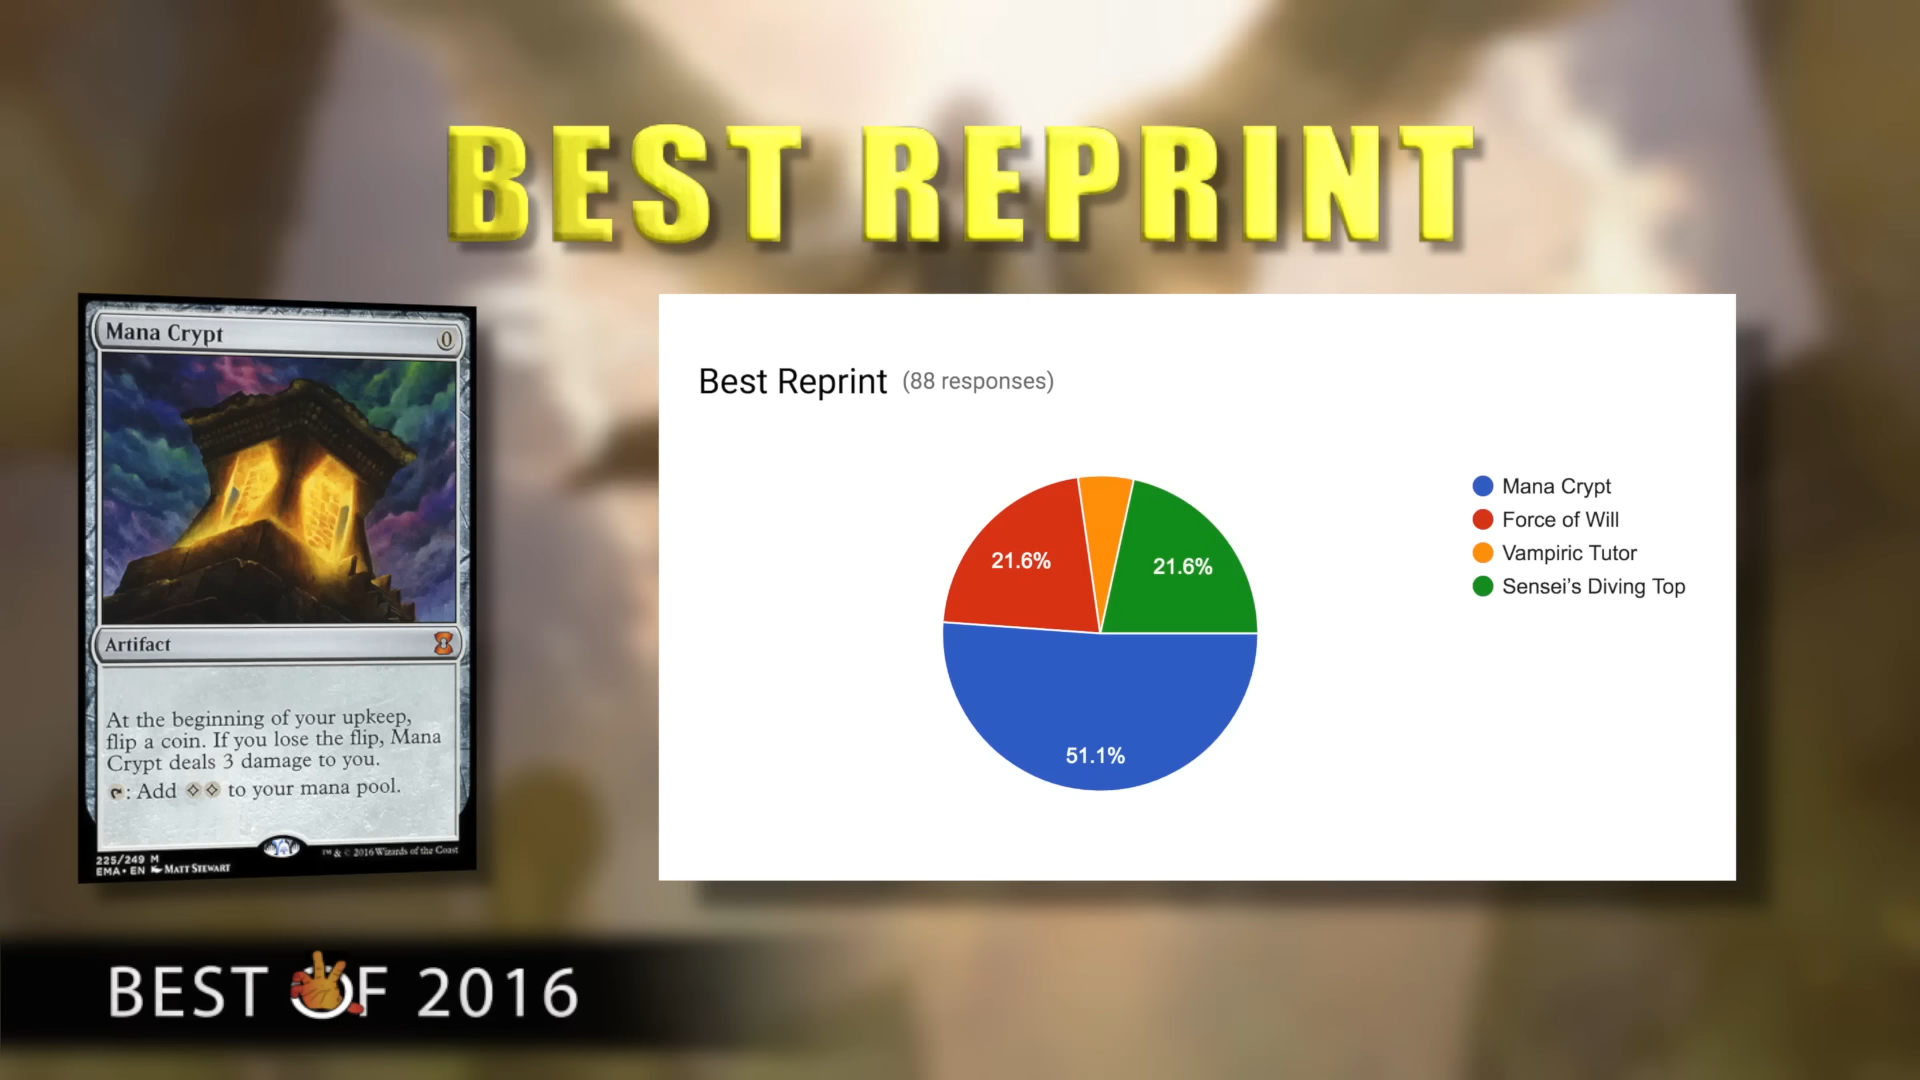 BEST REPRINT
Mana Crypt
0
Artifact
At the beginning of your upkeep,
flip a coin. If you lose the flip, Mana
Crypt deals 3 damage to you.
: Add to your mana pool.
225/249 M
EMA • EN MATT STEWART
™ & © 2016 Wizards of the Coast
Best Reprint (88 responses)
21.6%
21.6%
51.1%
Mana Crypt
Force of Will
Vampiric Tutor
Sensei's Diving Top
BEST OF 2016